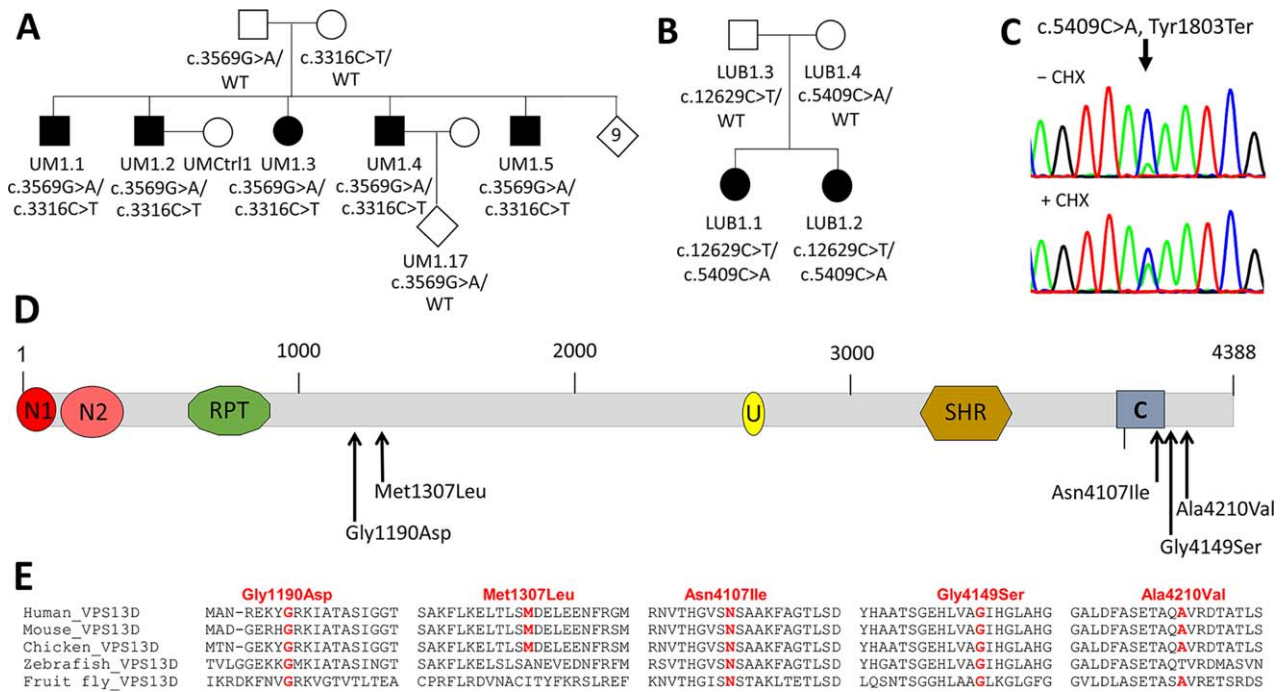 A
c.3569G>A/
WT
c.3316C>T/
WT
9
UM1.1
c.3569G>A/
c.3316C>T
UM1.2
c.3569G>A/
c.3316C>T
UMCtrl1
UM1.3
c.3569G>A/
c.3316C>T
UM1.4
c.3569G>A/
c.3316C>T
UM1.5
c.3569G>A/
c.3316C>T
UM1.17
c.3569G>A/
WT
B
LUB1.3
c.12629C>T/
WT
LUB1.4
c.5409C>A/
WT
LUB1.1
c.12629C>T/
c.5409C>A
LUB1.2
c.12629C>T/
c.5409C>A
C
c.5409C>A, Tyr1803Ter
– CHX
+ CHX
D
1 1000 2000 3000 4388
N1 N2 RPT U SHR C
Met1307Leu
Gly1190Asp
Asn4107Ile
Ala4210Val
Gly4149Ser
E
Gly1190Asp Met1307Leu Asn4107Ile Gly4149Ser Ala4210Val
Human_VPS13D MAN-REKYGRKIATASIGGT SAKFLKELTLSMDELEENFRGM RNVTHGVSNSAAKFAGTLSD YHAATSGEHLVAGIHGLAHG GALDFASETAQAVRDTATLS
Mouse_VPS13D MAD-GERHGRKIATASIGGT SAKFLKELTLSMDELEENFRSM RNVTHGVSNSAAKFAGTLSD YHAATSGEHLVAGIHGLAHG GALDFASETAQAVRDTATLS
Chicken_VPS13D MTN-GEKYGRKIATASIGGT SAKFLKELTLSMDELEENFRSM RNVTHGVSNSAAKFAGTLSD YHAATSGEHLVAGIHGLAHG GALDFASETAQAVRDTATLS
Zebrafish_VPS13D TVLGGEKKGMKIATASINGT SAKFLKELSLSANEVEDNFRFM RSVTHGVSNSAAKFAGTLSD YHGATSGEHLVTGIHGLAHG GALDFASETAQTVRDMASVN
Fruit fly_VPS13D IKRDKFNVGRKVGTVTLTEA CPRFLRDVNACITYFKRSLREF KNVTHGISNSTAKLTETLSD LQSNTSGGHLAAGLKGLGFG GALDFASETAQAVRDTATLS